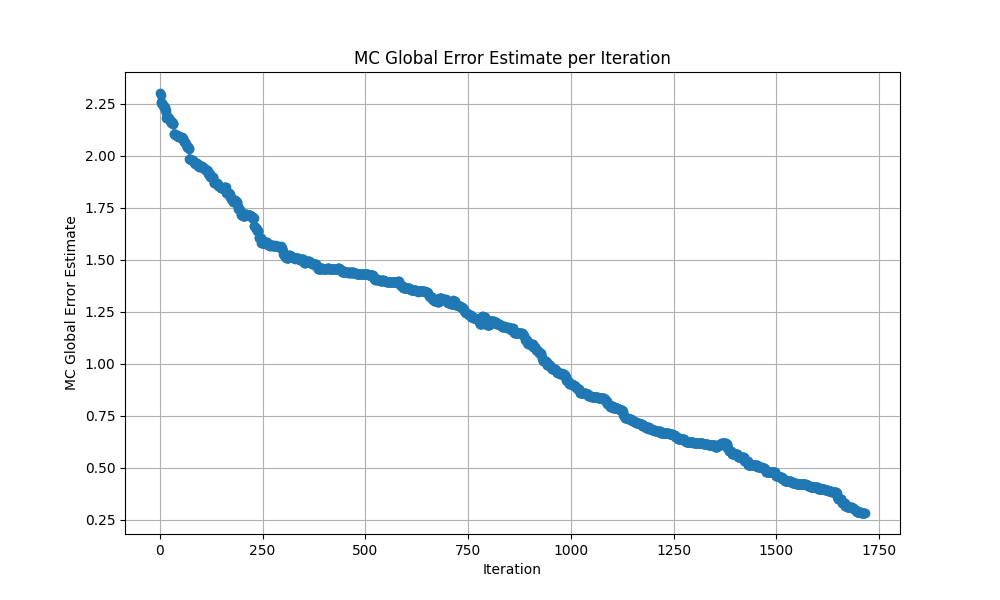 MC Global Error Estimate per Iteration
MC Global Error Estimate
2.25
2.00
1.75
1.50
1.25
1.00
0.75
0.50
0.25
0 250 500 750 1000 1250 1500 1750
Iteration